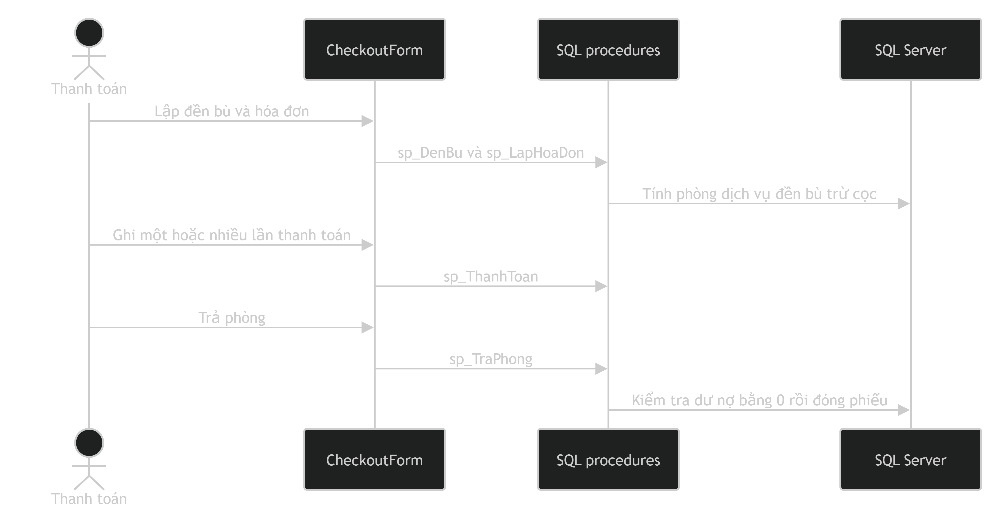 Thanh toán
CheckoutForm
SQL procedures
SQL Server
Lập đền bù và hóa đơn
sp_DenBu và sp_LapHoaDon
Tính phòng dịch vụ đền bù trừ cọc
Ghi một hoặc nhiều lần thanh toán
sp_ThanhToan
Trả phòng
sp_TraPhong
Kiểm tra dư nợ bằng 0 rồi đóng phiếu
Thanh toán
CheckoutForm
SQL procedures
SQL Server